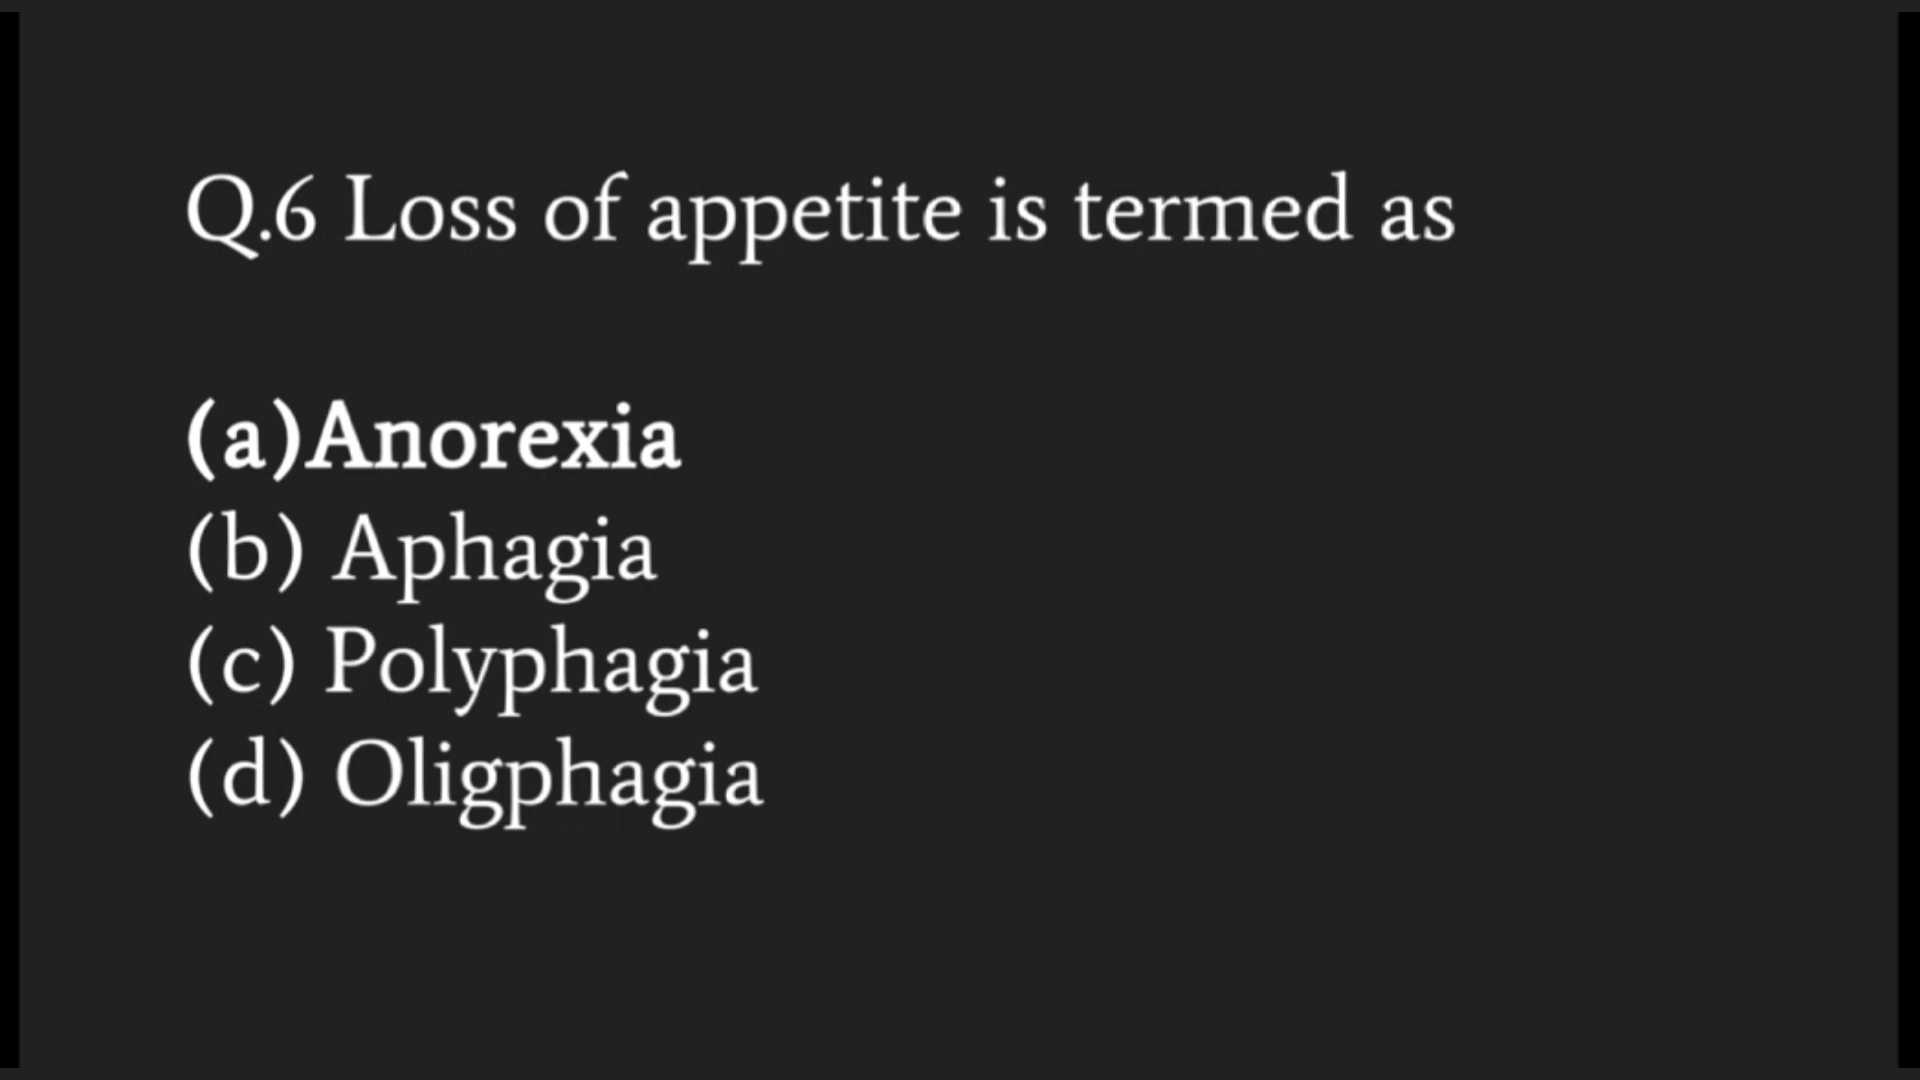 Q.6 Loss of appetite is termed as
(a)Anorexia
(b) Aphagia
(c) Polyphagia
(d) Oligphagia